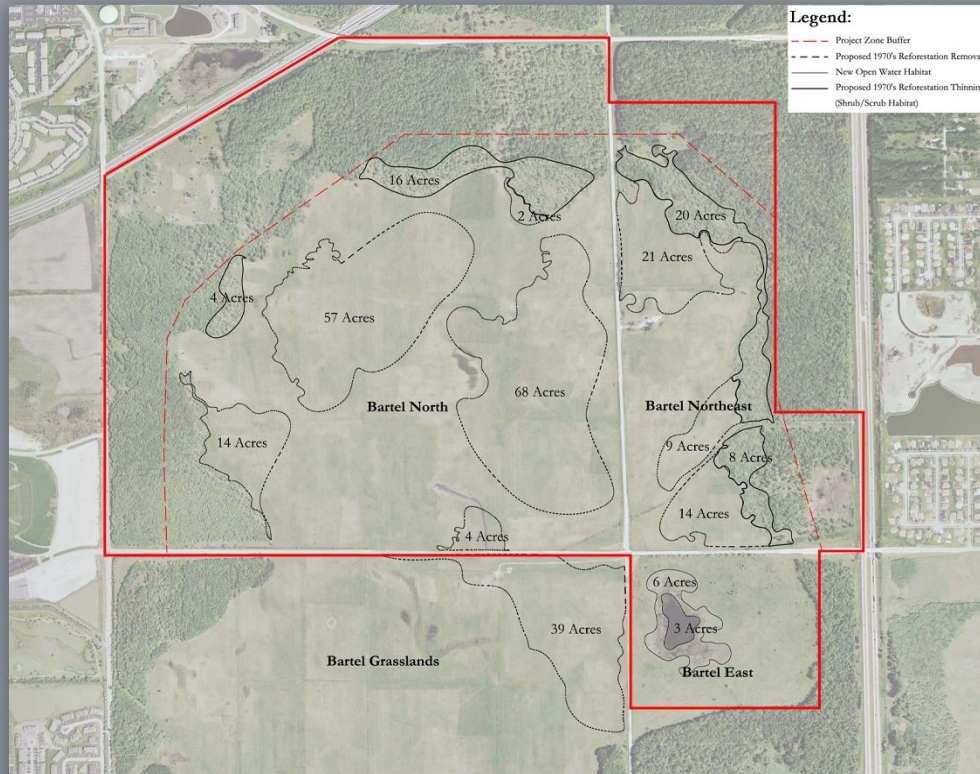 Legend:
Project Zone Buffer
Proposed 1970's Reforestation Remova
New Open Water Habitat
Proposed 1970's Reforestation Thinnin
(Shrub/Scrub Habitat)
16 Acres
2 Acres
20 Acres
21 Acres
4 Acres
57 Acres
68 Acres
Bartel North
Bartel Northeast
14 Acres
9 Acres
8 Acres
14 Acres
4 Acres
6 Acres
39 Acres
3 Acres
Bartel Grasslands
Bartel East